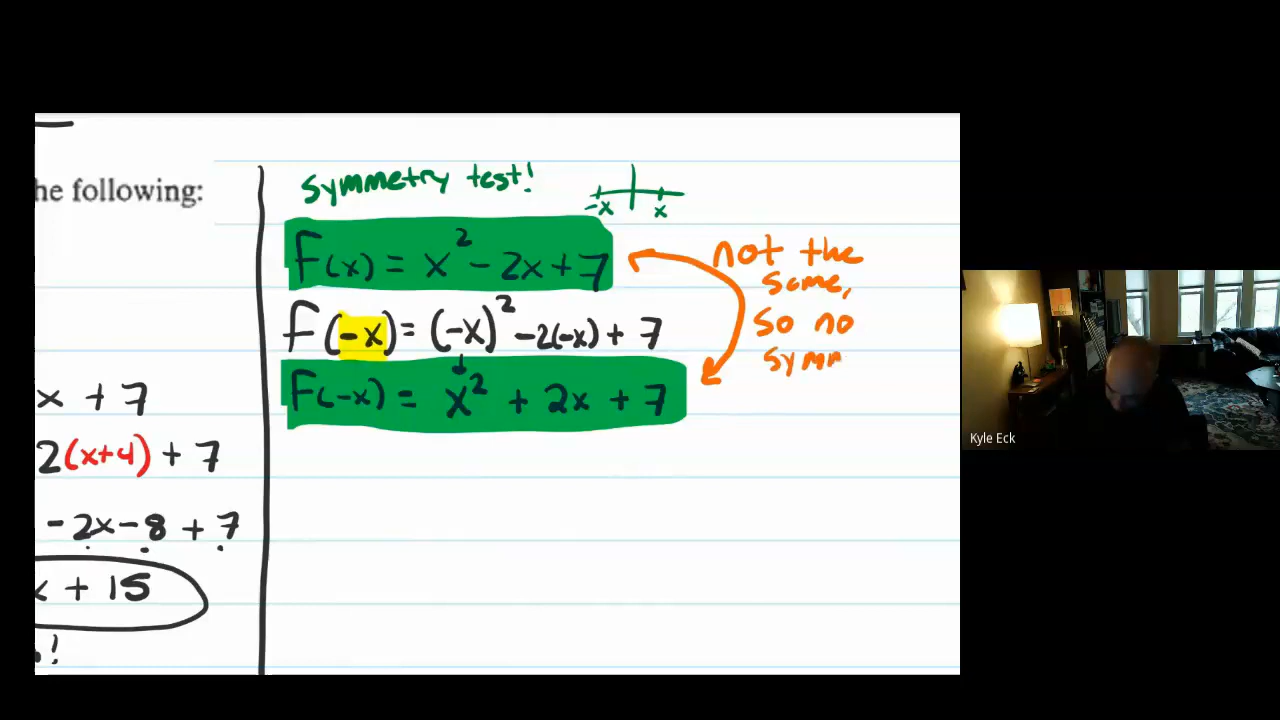 he following:
x + 7
2(x+4) + 7
- 2x - 8 + 7
x + 15
!
symmetry test!
-x x
F(x) = x² - 2x + 7
F(-x) = (-x)² - 2(-x) + 7
F(-x) = x² + 2x + 7
not the
same,
so no
symm
Kyle Eck